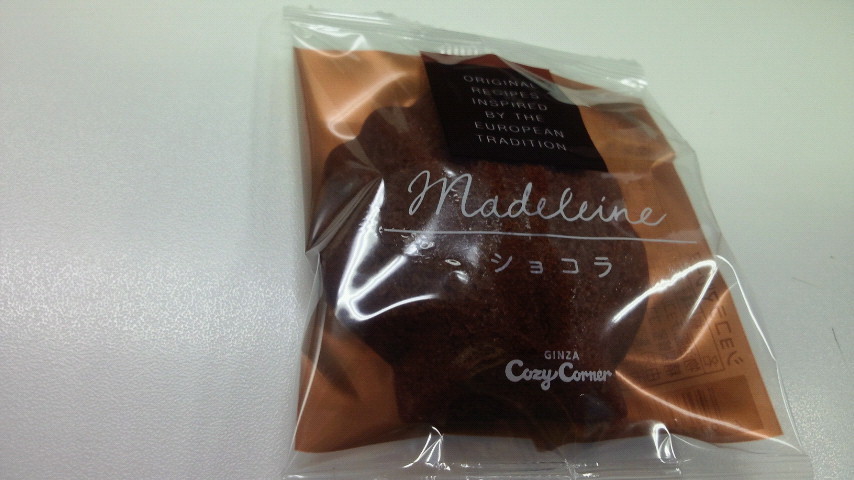 ORIGINAL
RECIPES
INSPIRED
BY THE
EUROPEAN
TRADITION
Madeleine
ショコラ
GINZA
Cozy Corner